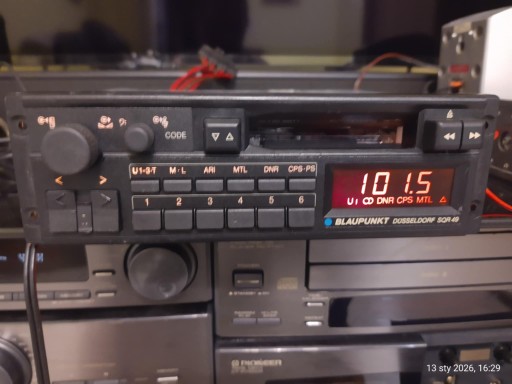 CODE
U1-3/T M·L ARI MTL DNR CPS·PS
1 2 3 4 5 6
101.5
U1 DNR CPS MTL
BLAUPUNKT DÜSSELDORF SQR 49
PIONEER
13 sty 2026, 16:29